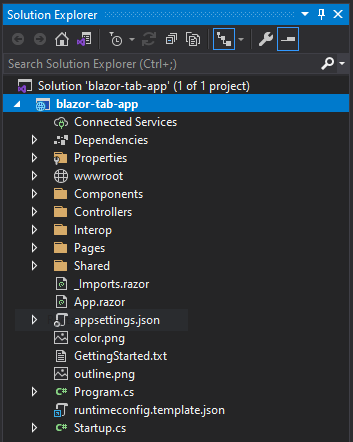 Solution Explorer
Search Solution Explorer (Ctrl+;)
Solution 'blazor-tab-app' (1 of 1 project)
blazor-tab-app
Connected Services
Dependencies
Properties
wwwroot
Components
Controllers
Interop
Pages
Shared
_Imports.razor
App.razor
appsettings.json
color.png
GettingStarted.txt
outline.png
C# Program.cs
runtimeconfig.template.json
C# Startup.cs